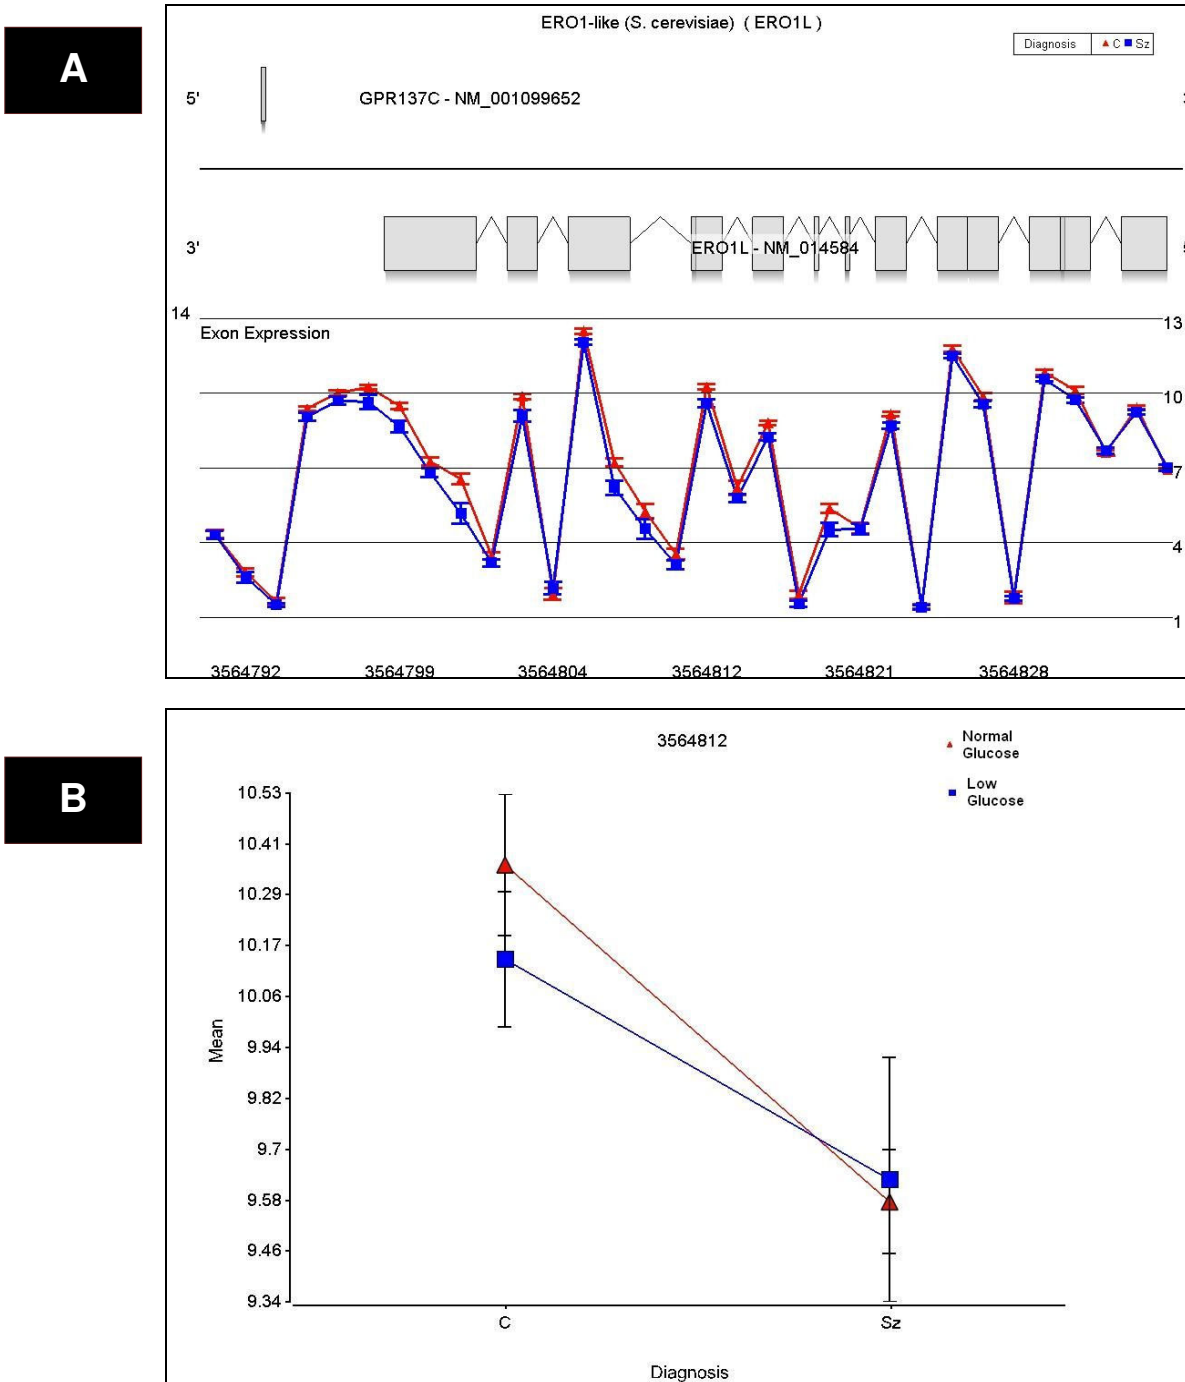 A
ERO1-like (S. cerevisiae) ( ERO1L )
Diagnosis C Sz
5' GPR137C - NM_001099652
3' ERO1L - NM_014584
14 13
Exon Expression
10
7
4
1
3564792 3564799 3564804 3564812 3564821 3564828
B
3564812
Normal
Glucose
Low
Glucose
10.53
10.41
10.29
10.17
10.06
9.94
9.82
9.7
9.58
9.46
9.34
Mean
C Sz
Diagnosis